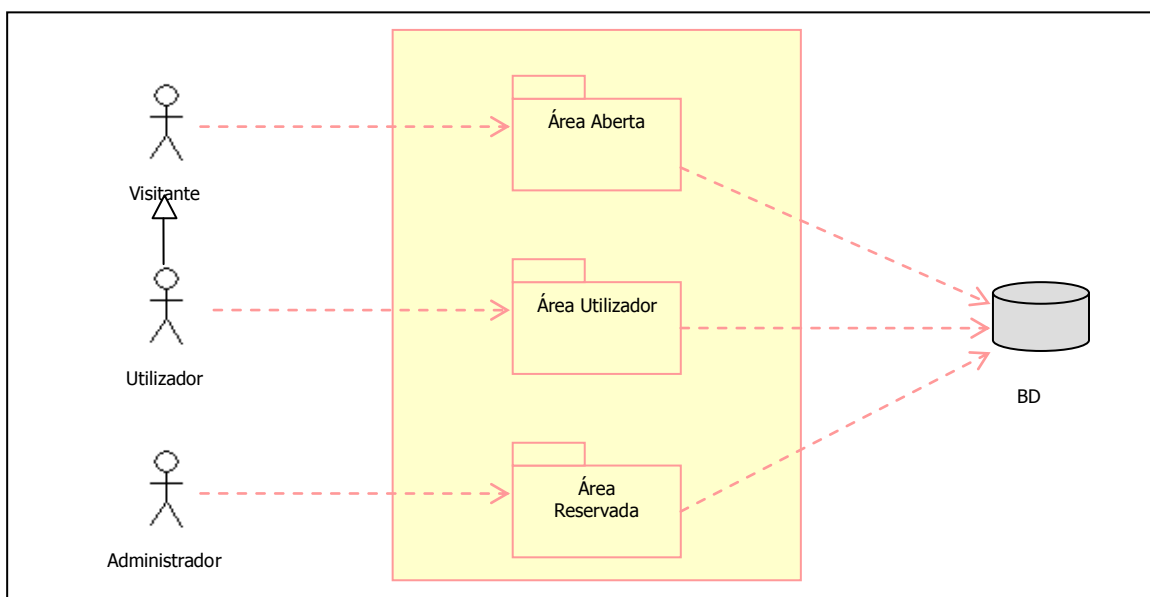 Área Aberta
Visitante
Área Utilizador
Utilizador
BD
Área
Reservada
Administrador